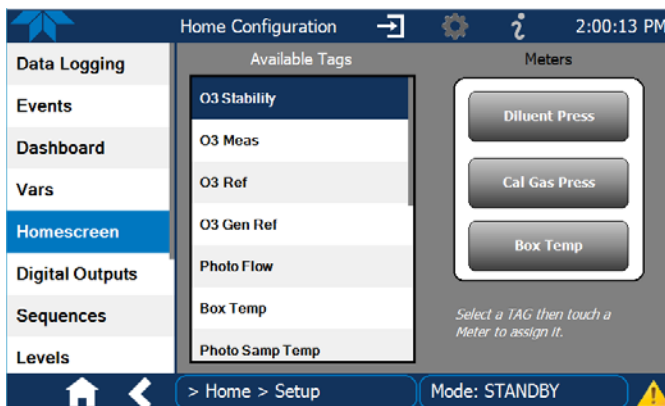 Home Configuration
2:00:13 PM
Data Logging
Events
Dashboard
Vars
Homescreen
Digital Outputs
Sequences
Levels
Available Tags
O3 Stability
O3 Meas
O3 Ref
O3 Gen Ref
Photo Flow
Box Temp
Photo Samp Temp
Meters
Diluent Press
Cal Gas Press
Box Temp
Select a TAG then touch a
Meter to assign it.
> Home > Setup
Mode: STANDBY